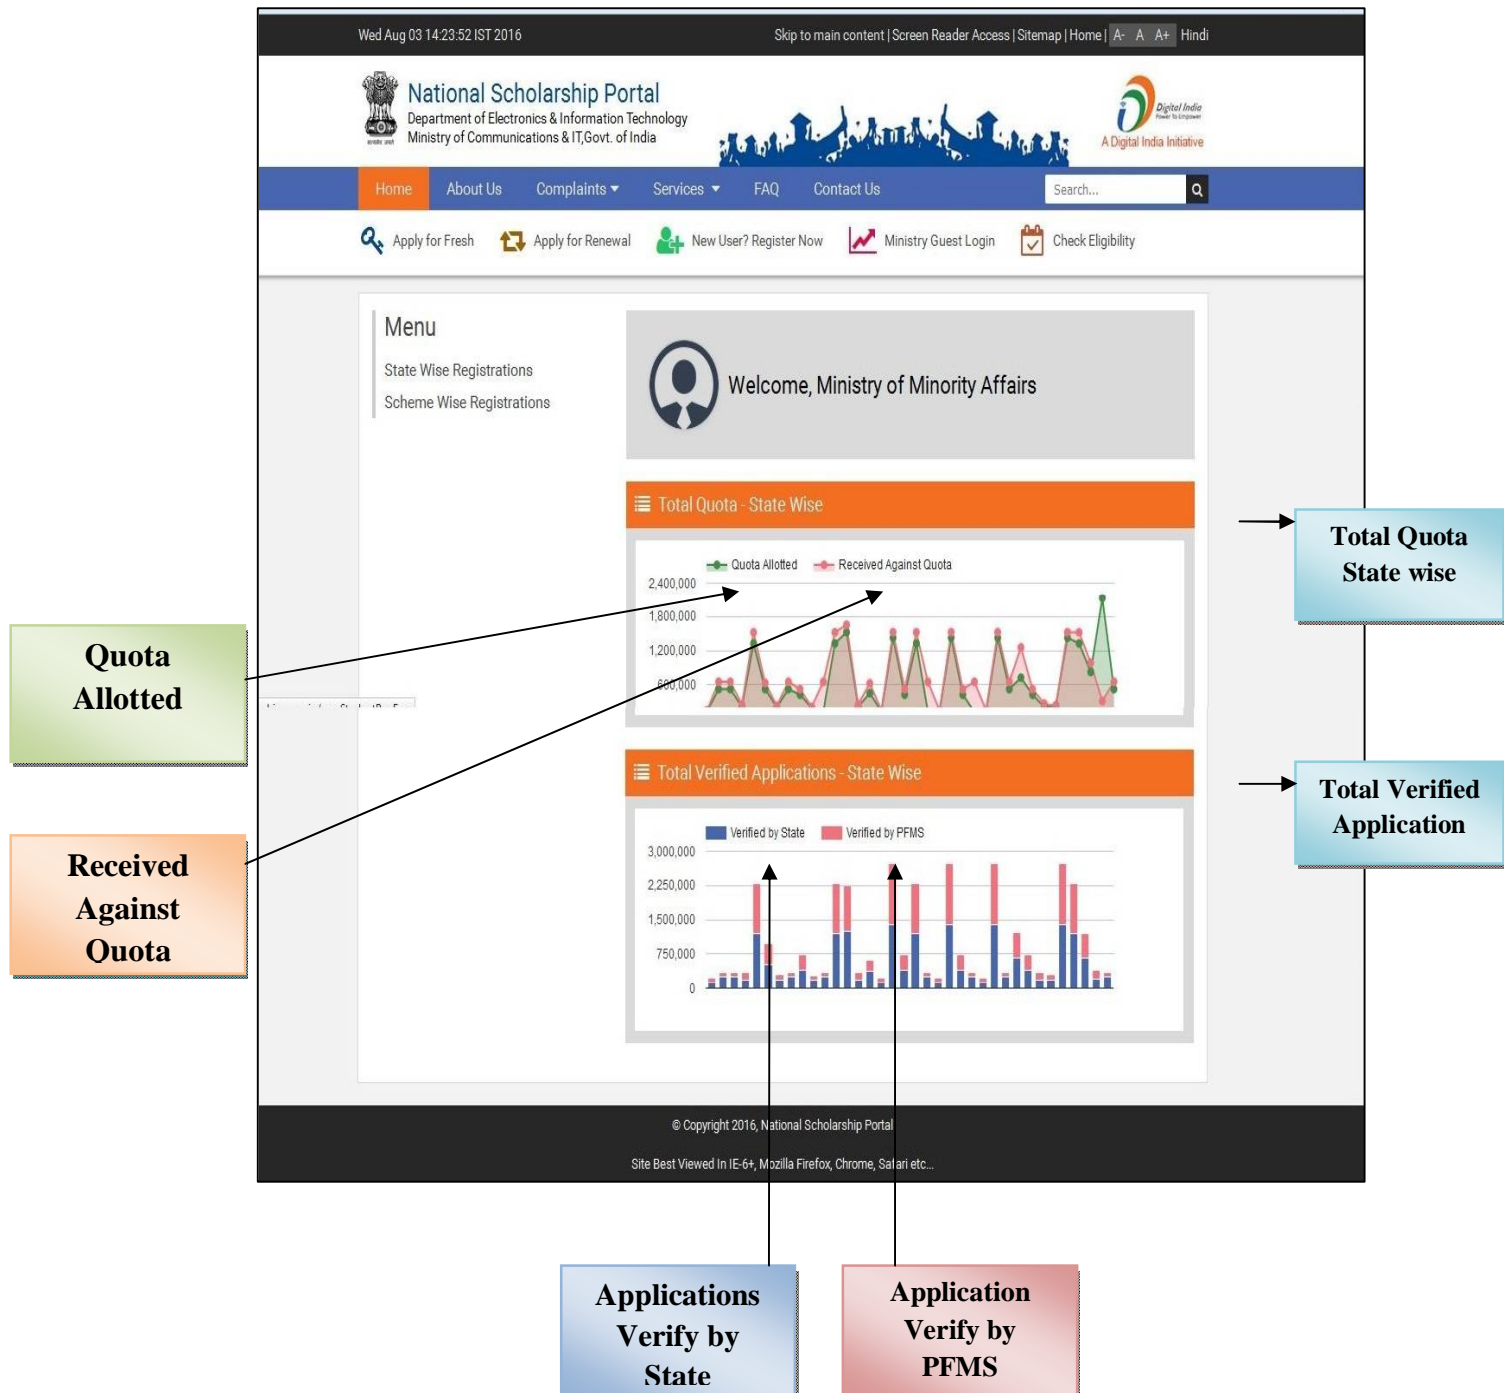 Wed Aug 03 14:23:52 IST 2016
Skip to main content | Screen Reader Access | Sitemap | Home | A- A A+ Hindi
National Scholarship Portal
Department of Electronics & Information Technology
Ministry of Communications & IT,Govt. of India
सत्यमेव जयते
Digital India
Power To Empower
A Digital India Initiative
Home About Us Complaints Services FAQ Contact Us Search...
Apply for Fresh Apply for Renewal New User? Register Now Ministry Guest Login Check Eligibility
Menu
State Wise Registrations
Scheme Wise Registrations
Welcome, Ministry of Minority Affairs
Total Quota - State Wise
Quota Allotted Received Against Quota
2,400,000
1,800,000
1,200,000
600,000
Total Quota
State wise
Quota
Allotted
Total Verified Applications - State Wise
Verified by State Verified by PFMS
3,000,000
2,250,000
1,500,000
750,000
0
Total Verified
Application
Received
Against
Quota
© Copyright 2016, National Scholarship Portal
Site Best Viewed In IE-6+, Mozilla Firefox, Chrome, Safari etc...
Applications
Verify by
State
Application
Verify by
PFMS